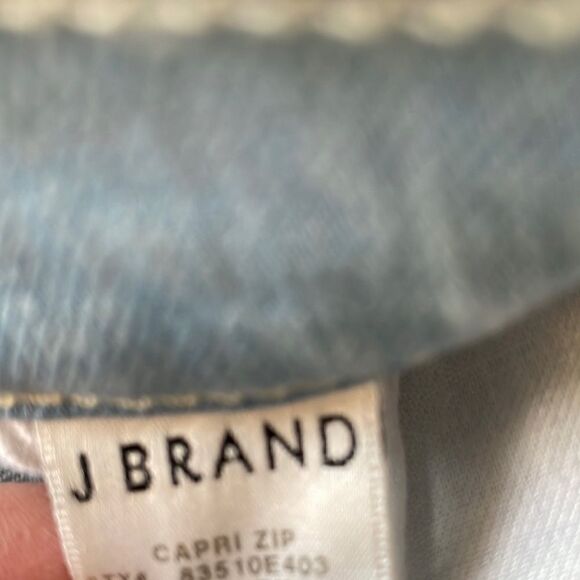 J BRAND
CAPRI ZIP
83510E403